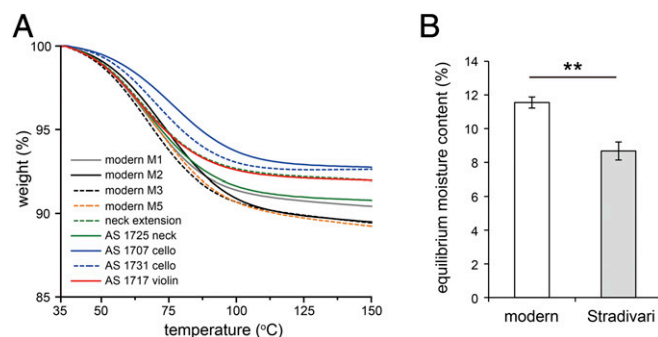 A
100
95
90
85
weight (%)
modern M1
modern M2
modern M3
modern M5
neck extension
AS 1725 neck
AS 1707 cello
AS 1731 cello
AS 1717 violin
35 50 75 100 125 150
temperature (°C)
B
equilibrium moisture content (%)
14
12
10
8
6
4
2
0
**
modern Stradivari